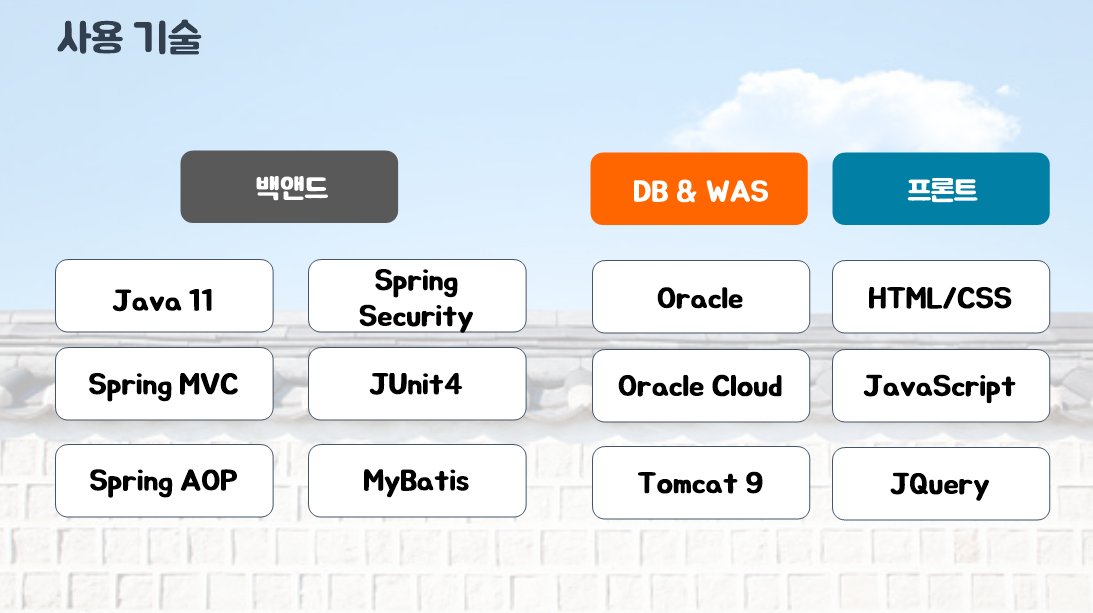 사용 기술
백앤드
DB & WAS
프론트
Java 11
Spring
Security
Oracle
HTML/CSS
Spring MVC
JUnit4
Oracle Cloud
JavaScript
Spring AOP
MyBatis
Tomcat 9
JQuery